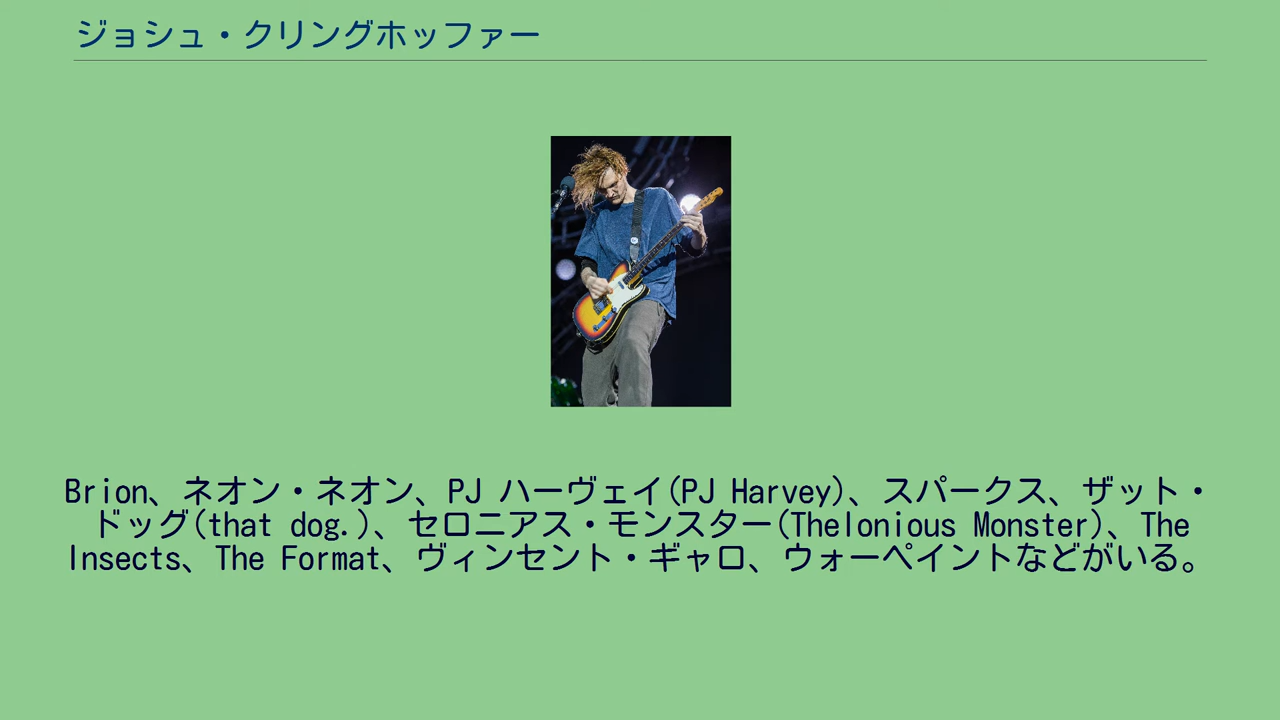 ジョシュ・クリングホッファー
Brion、ネオン・ネオン、PJ ハーヴェイ(PJ Harvey)、スパークス、ザット・
ドッグ(that dog.)、セロニアス・モンスター(Thelonious Monster)、The
Insects、The Format、ヴィンセント・ギャロ、ウォーペイントなどがいる。